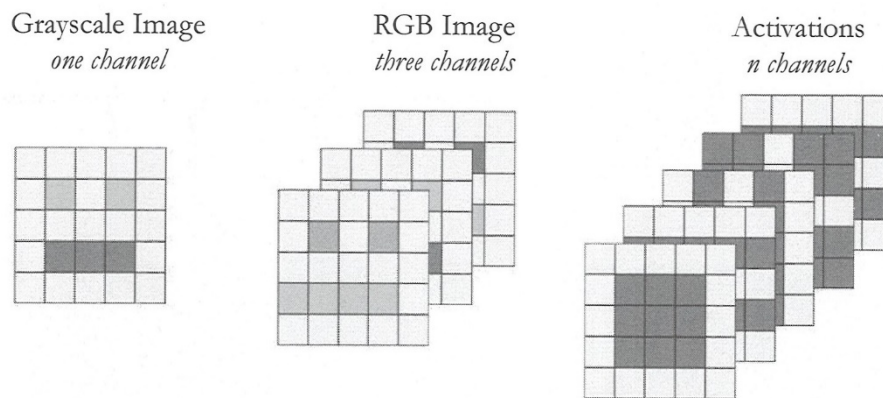 Grayscale Image
one channel
RGB Image
three channels
Activations
n channels